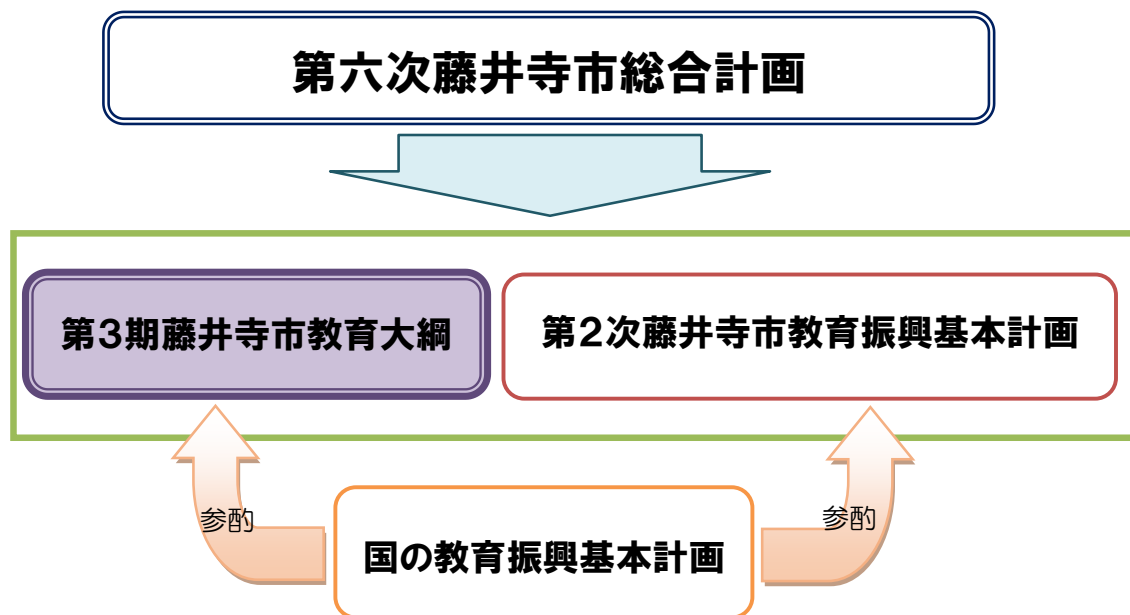 第六次藤井寺市総合計画
第3期藤井寺市教育大綱
第2次藤井寺市教育振興基本計画
参酌
参酌
国の教育振興基本計画